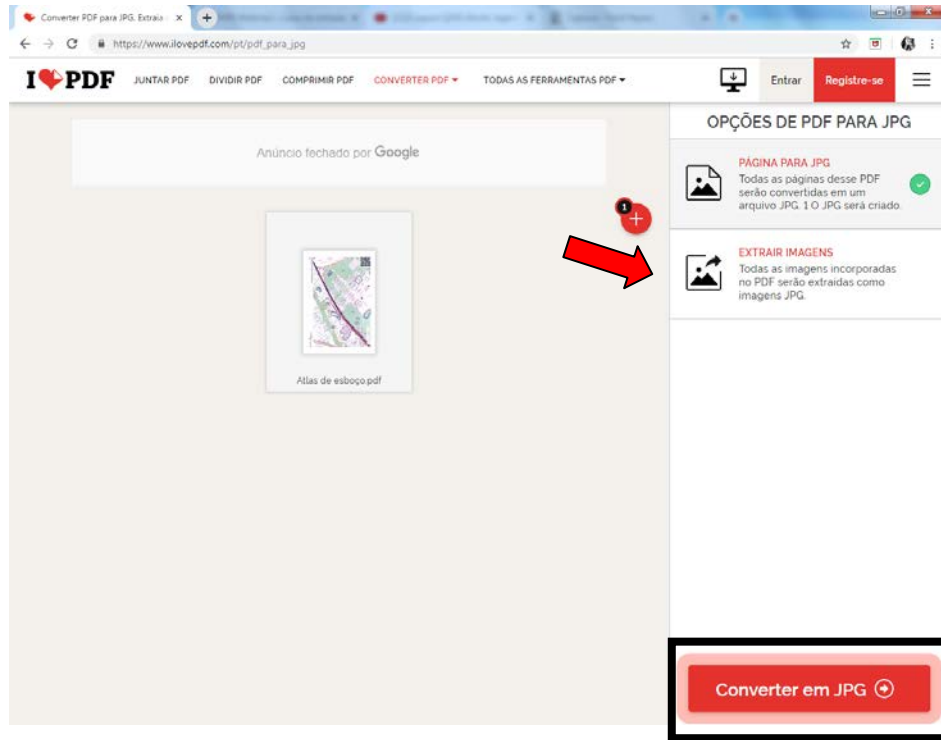 Converter PDF para JPG. Extraia
https://www.ilovepdf.com/pt/pdf_para_jpg
I PDF JUNTAR PDF DIVIDIR PDF COMPRIMIR PDF CONVERTER PDF TODAS AS FERRAMENTAS PDF Entrar Registre-se
OPÇÕES DE PDF PARA JPG
Anúncio fechado por Google
PÁGINA PARA JPG
Todas as páginas desse PDF
serão convertidas em um
arquivo JPG. 1 O JPG será criado.
1
EXTRAIR IMAGENS
Todas as imagens incorporadas
no PDF serão extraidas como
imagens JPG.
Atlas de esboço.pdf
Converter em JPG